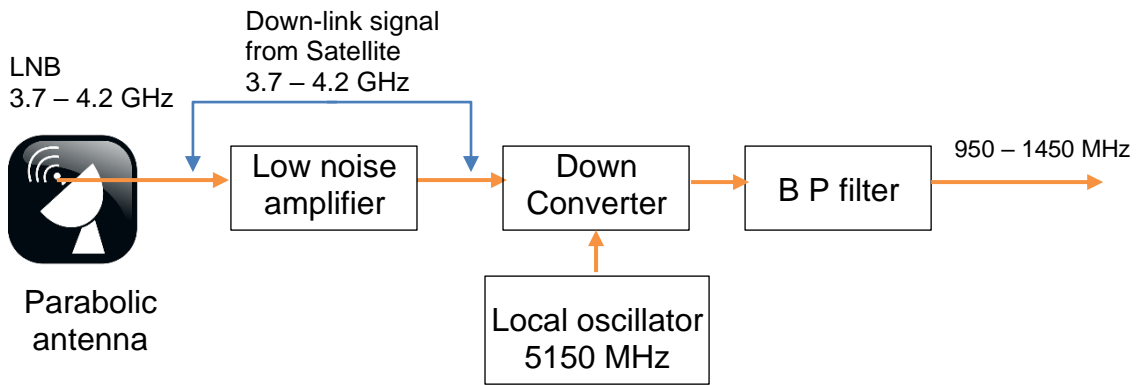 Down-link signal
from Satellite
3.7 – 4.2 GHz
LNB
3.7 – 4.2 GHz
Low noise
amplifier
Down
Converter
B P filter
950 – 1450 MHz
Parabolic
antenna
Local oscillator
5150 MHz